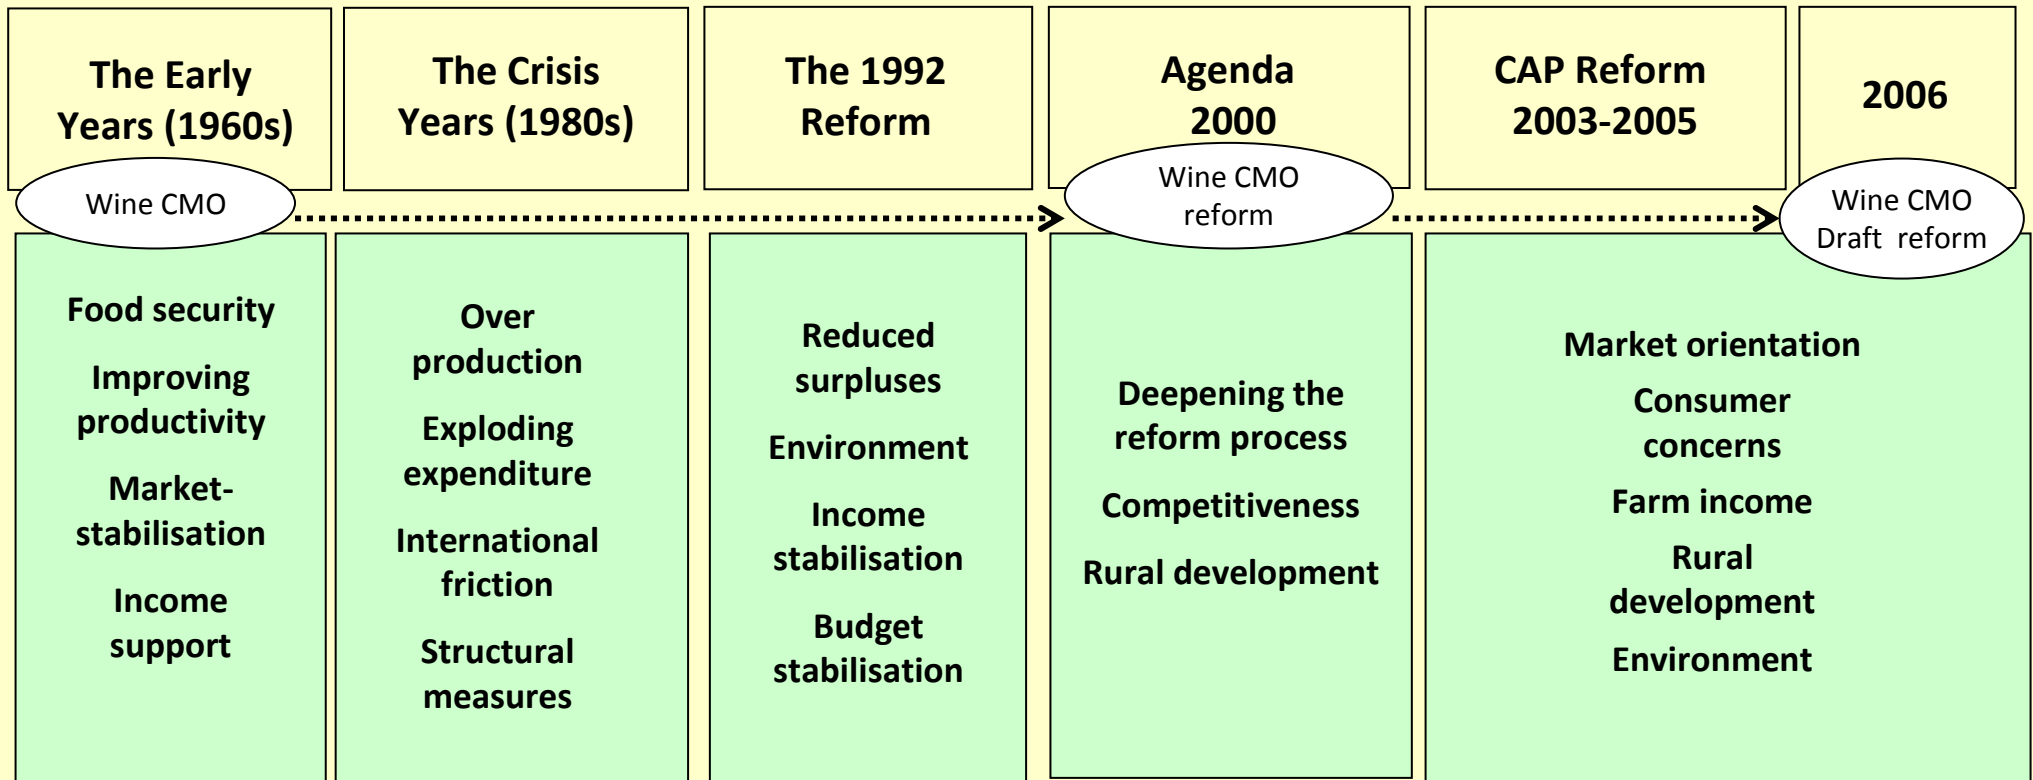 The Early
Years (1960s)
The Crisis
Years (1980s)
The 1992
Reform
Agenda
2000
CAP Reform
2003-2005
2006
Wine CMO
Wine CMO
reform
Wine CMO
Draft reform
Food security
Improving
productivity
Market-
stabilisation
Income
support
Over
production
Exploding
expenditure
International
friction
Structural
measures
Reduced
surpluses
Environment
Income
stabilisation
Budget
stabilisation
Deepening the
reform process
Competitiveness
Rural development
Market orientation
Consumer
concerns
Farm income
Rural
development
Environment